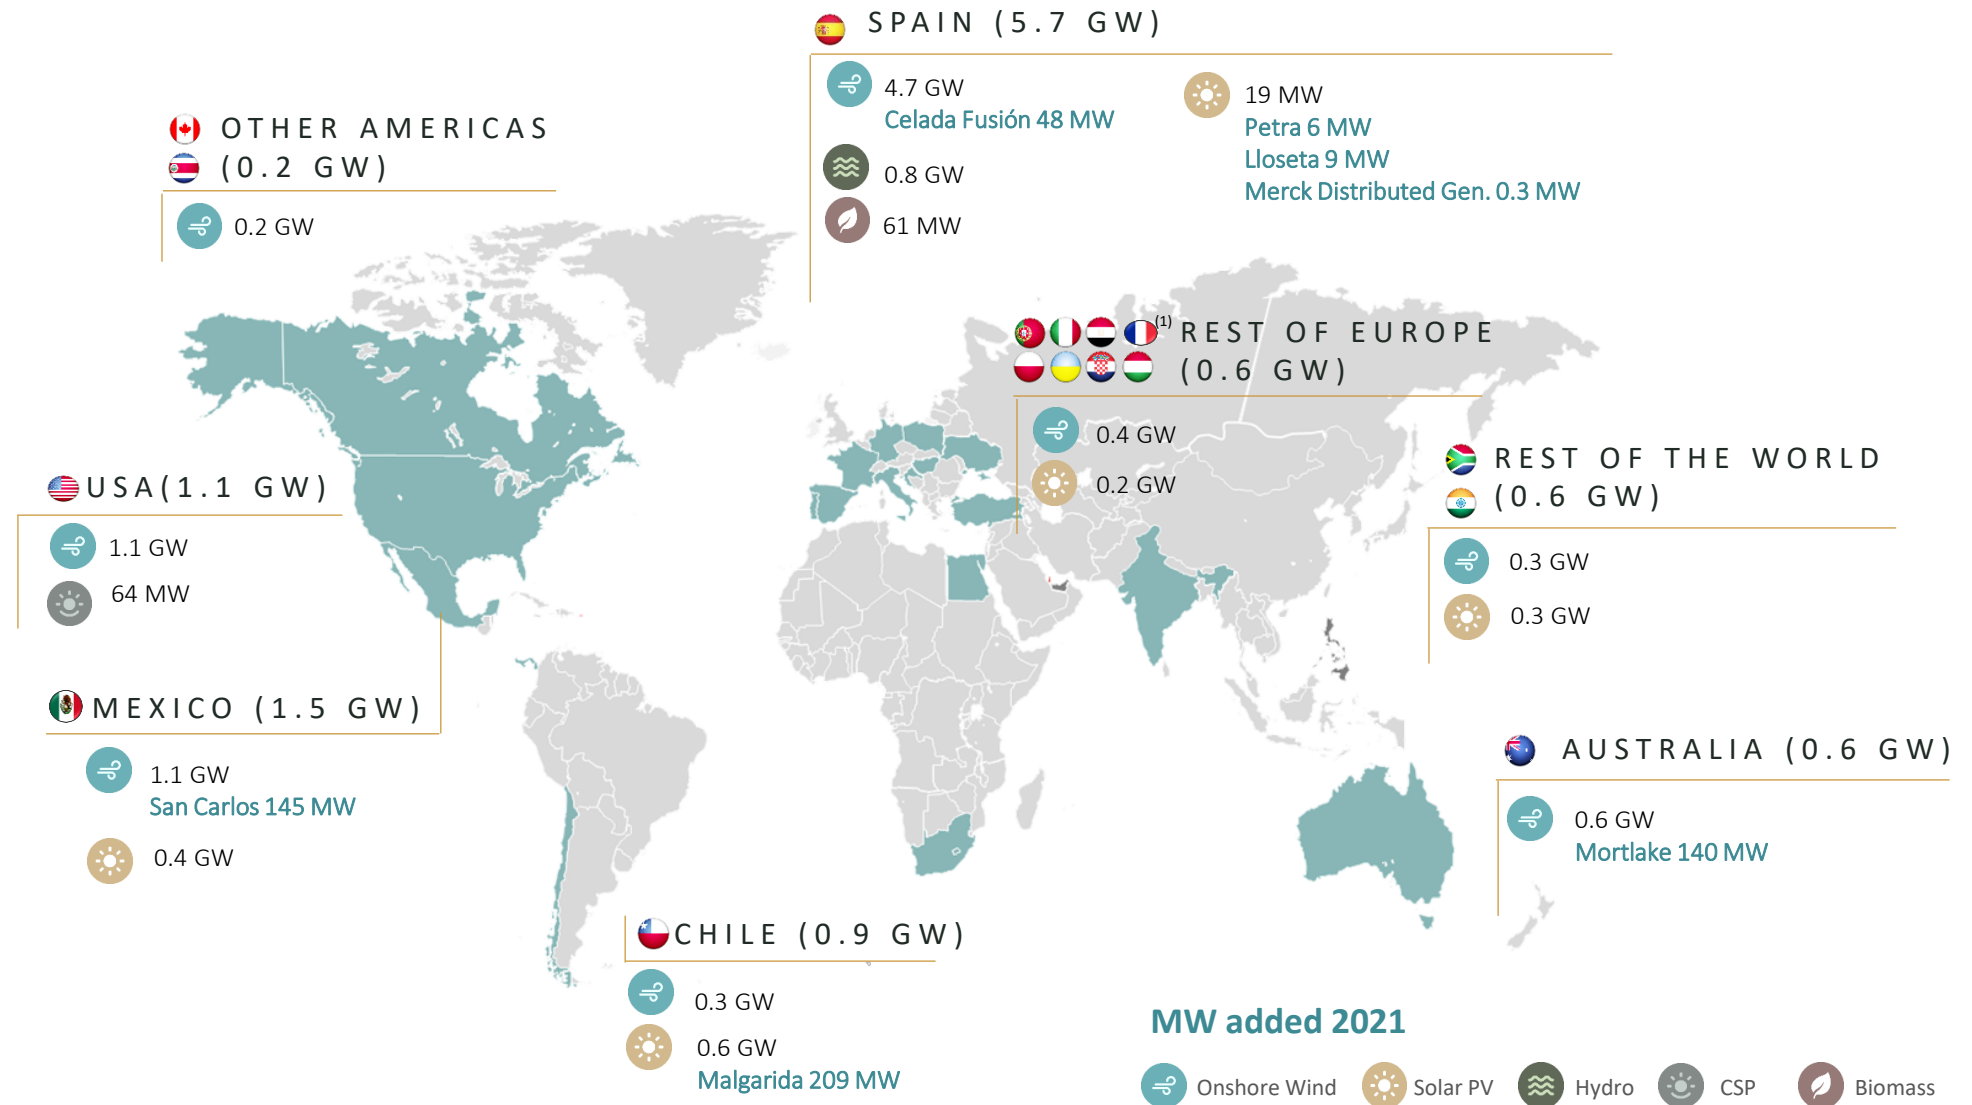 SPAIN (5.7 GW)
4.7 GW
Celada Fusión 48 MW
0.8 GW
61 MW
19 MW
Petra 6 MW
Lloseta 9 MW
Merck Distributed Gen. 0.3 MW
OTHER AMERICAS
(0.2 GW)
0.2 GW
(1) REST OF EUROPE
(0.6 GW)
0.4 GW
0.2 GW
USA(1.1 GW)
1.1 GW
64 MW
REST OF THE WORLD
(0.6 GW)
0.3 GW
0.3 GW
MEXICO (1.5 GW)
1.1 GW
San Carlos 145 MW
0.4 GW
AUSTRALIA (0.6 GW)
0.6 GW
Mortlake 140 MW
CHILE (0.9 GW)
0.3 GW
0.6 GW
Malgarida 209 MW
MW added 2021
Onshore Wind Solar PV Hydro CSP Biomass